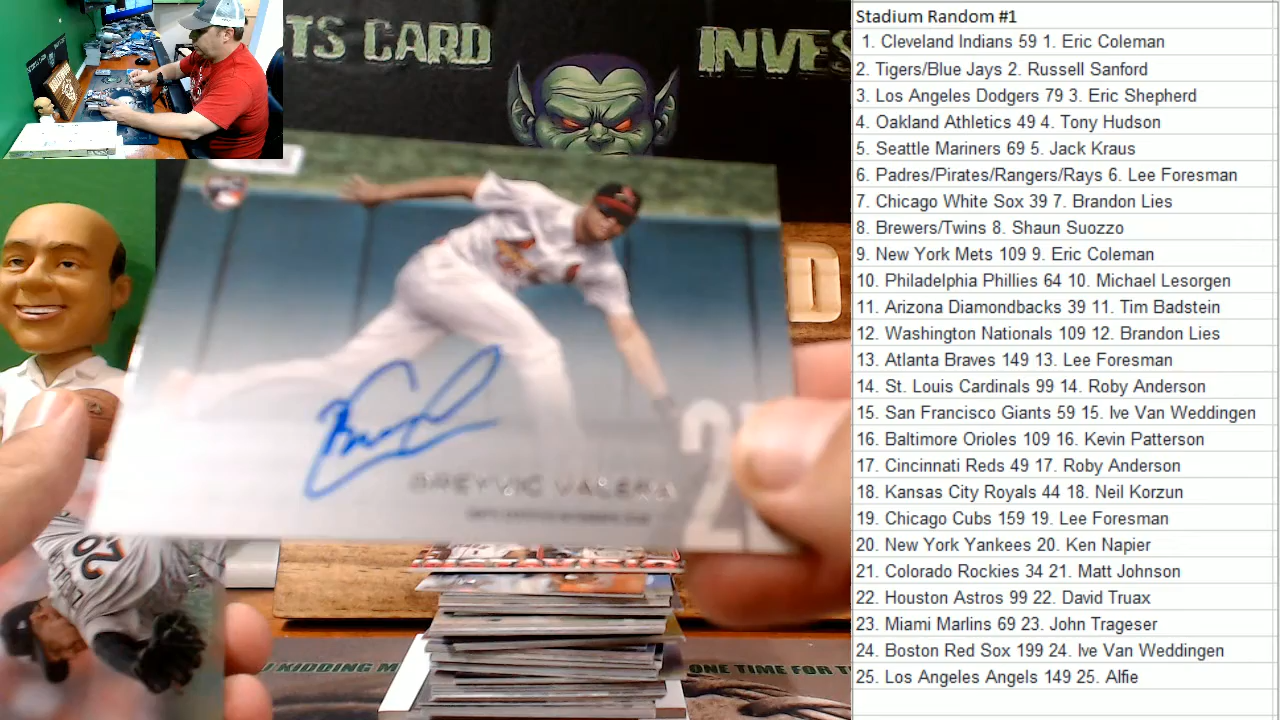 TS CARD
INVES
D
BREYVIC VALERA
2
20
KIDDING M
ONE TIME FOR T
Stadium Random #1
1. Cleveland Indians 59 1. Eric Coleman
2. Tigers/Blue Jays 2. Russell Sanford
3. Los Angeles Dodgers 79 3. Eric Shepherd
4. Oakland Athletics 49 4. Tony Hudson
5. Seattle Mariners 69 5. Jack Kraus
6. Padres/Pirates/Rangers/Rays 6. Lee Foresman
7. Chicago White Sox 39 7. Brandon Lies
8. Brewers/Twins 8. Shaun Suozzo
9. New York Mets 109 9. Eric Coleman
10. Philadelphia Phillies 64 10. Michael Lesorgen
11. Arizona Diamondbacks 39 11. Tim Badstein
12. Washington Nationals 109 12. Brandon Lies
13. Atlanta Braves 149 13. Lee Foresman
14. St. Louis Cardinals 99 14. Roby Anderson
15. San Francisco Giants 59 15. Ive Van Weddingen
16. Baltimore Orioles 109 16. Kevin Patterson
17. Cincinnati Reds 49 17. Roby Anderson
18. Kansas City Royals 44 18. Neil Korzun
19. Chicago Cubs 159 19. Lee Foresman
20. New York Yankees 20. Ken Napier
21. Colorado Rockies 34 21. Matt Johnson
22. Houston Astros 99 22. David Truax
23. Miami Marlins 69 23. John Trageser
24. Boston Red Sox 199 24. Ive Van Weddingen
25. Los Angeles Angels 149 25. Alfie